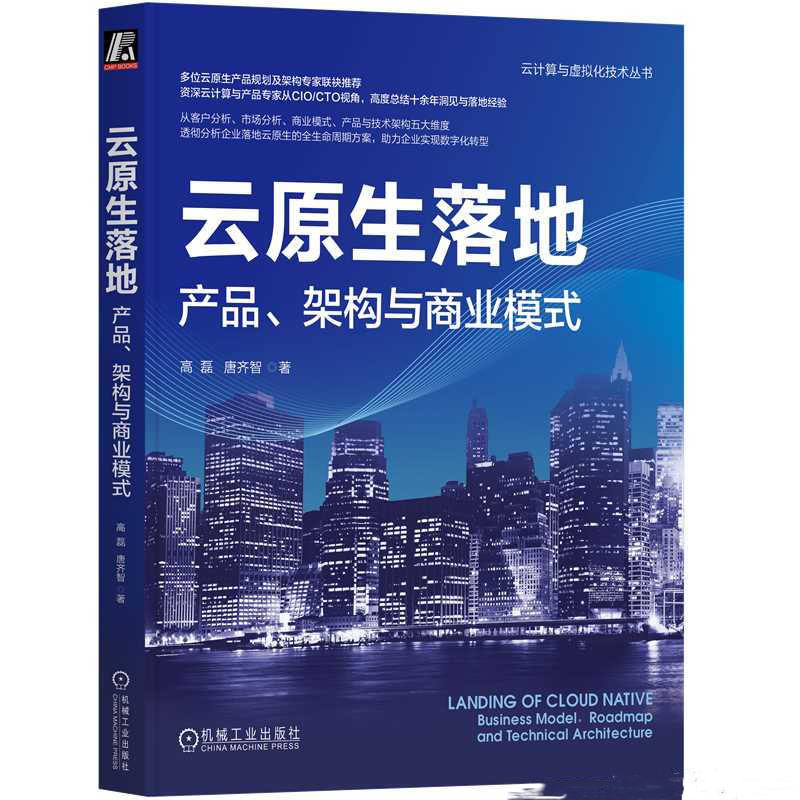 CHIP BOOKS
云原生落地
产品、架构与商业模式
高 磊 唐齐智 著
机械工业出版社
CHINA MACHINE PRESS
云计算与虚拟化技术丛书
多位云原生产品规划及架构专家联袂推荐
资深云计算与产品专家从CIO/CTO视角,高度总结十余年洞见与落地经验
从客户分析、市场分析、商业模式、产品与技术架构五大维度
透彻分析企业落地云原生的全生命周期方案,助力企业实现数字化转型
云原生落地
产品、架构与商业模式
高 磊 唐齐智 ◎ 著
LANDING OF CLOUD NATIVE
Business Model, Roadmap
and Technical Architecture
机械工业出版社
CHINA MACHINE PRESS